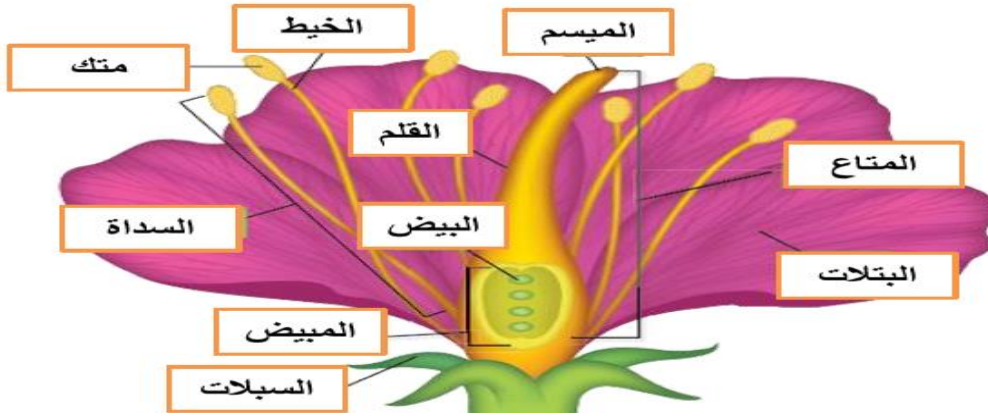 الميسم
الخيط
متك
القلم
المتاع
السداة
البيض
البتلات
المبيض
السبلات